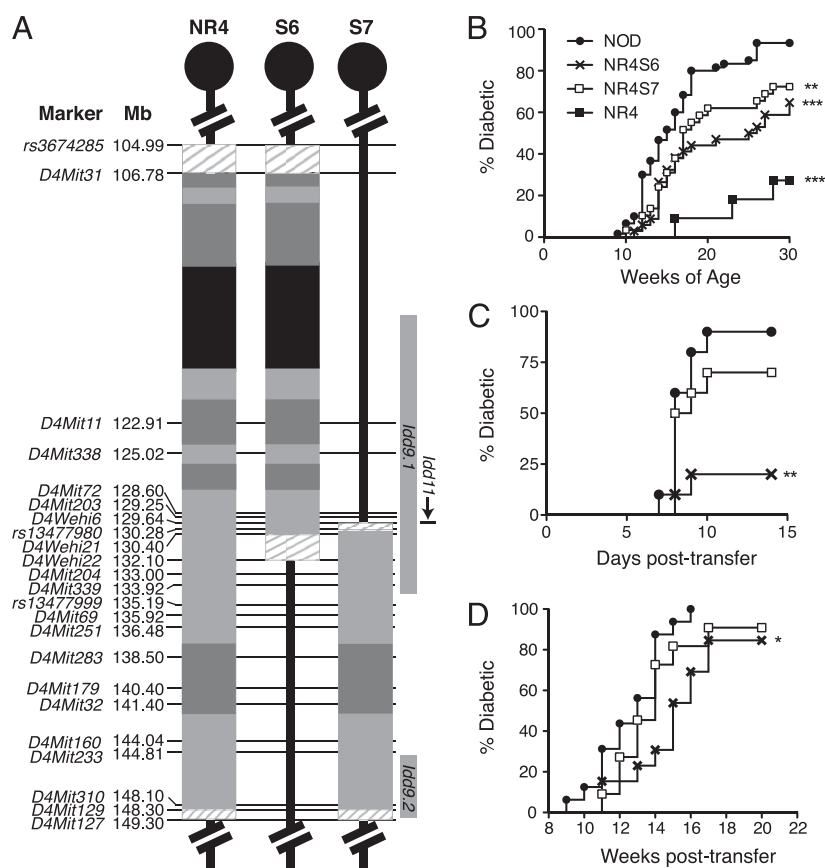 A
NR4 S6 S7
Marker Mb
rs3674285 104.99
D4Mit31 106.78
D4Mit11 122.91
D4Mit338 125.02
D4Mit72 128.60
D4Mit203 129.25
D4Wehi6 129.64
rs13477980 130.28
D4Wehi21 130.40
D4Wehi22 132.10
D4Mit204 133.00
D4Mit339 133.92
rs13477999 135.19
D4Mit69 135.92
D4Mit251 136.48
D4Mit283 138.50
D4Mit179 140.40
D4Mit32 141.40
D4Mit160 144.04
D4Mit233 144.81
D4Mit310 148.10
D4Mit129 148.30
D4Mit127 149.30
Idd9.1
Idd11
Idd9.2
B
% Diabetic
100
80
60
40
20
0
NOD
NR4S6
NR4S7
NR4
**
***
***
0 10 20 30
Weeks of Age
C
% Diabetic
100
75
50
25
0
**
0 5 10 15
Days post-transfer
D
% Diabetic
100
80
60
40
20
0
*
8 10 12 14 16 18 20 22
Weeks post-transfer